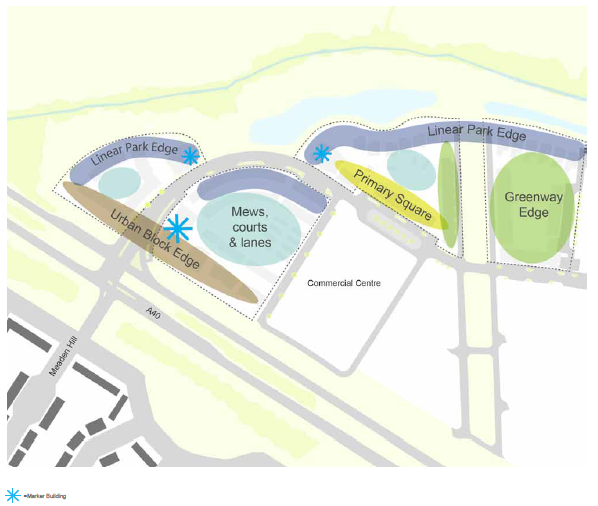 Linear Park Edge
Linear Park Edge
Primary Square
Greenway
Edge
Mews,
courts
& lanes
Urban Block Edge
Commercial Centre
A40
Meaden Hill
=Marker Building